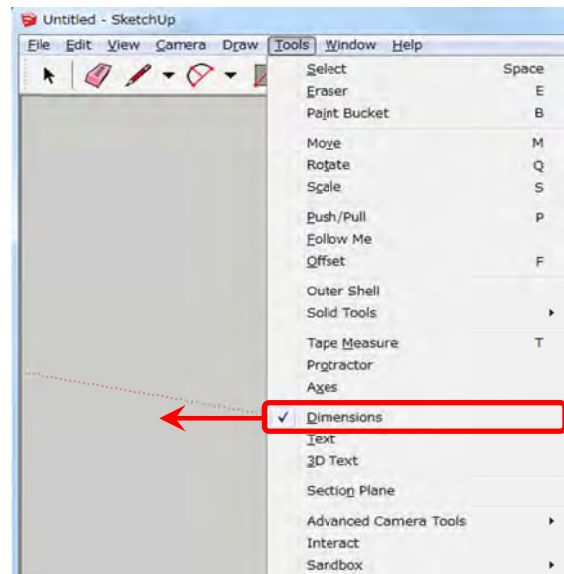 Untitled - SketchUp
File Edit View Camera Draw Tools Window Help
Select Space
Eraser E
Paint Bucket B
Move M
Rotate Q
Scale S
Push/Pull P
Follow Me
Offset F
Outer Shell
Solid Tools
Tape Measure T
Protractor
Axes
Dimensions
Text
3D Text
Section Plane
Advanced Camera Tools
Interact
Sandbox